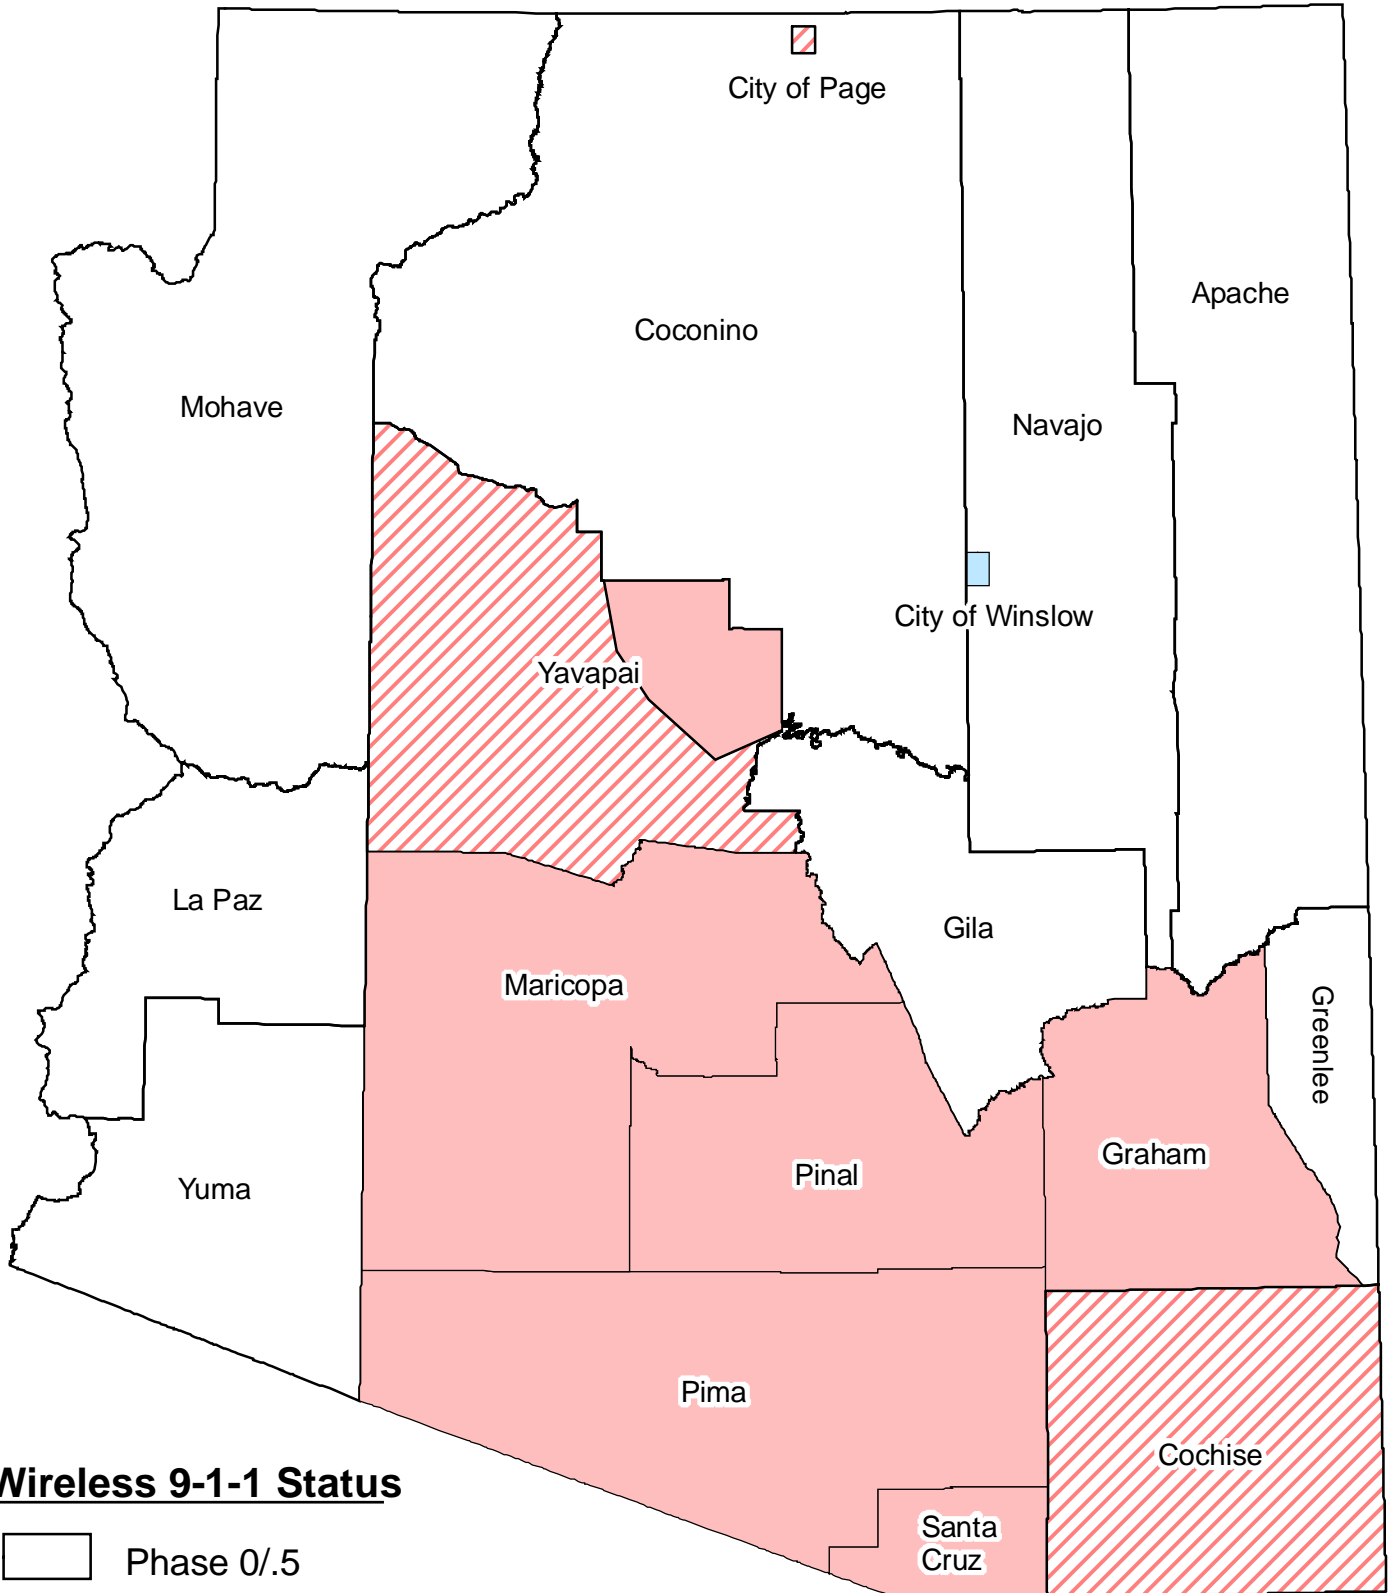 City of Page
Apache
Coconino
Mohave
Navajo
City of Winslow
Yavapai
La Paz
Gila
Maricopa
Greenlee
Graham
Pinal
Yuma
Pima
Cochise
Wireless 9-1-1 Status
Santa
Cruz
Phase 0/.5